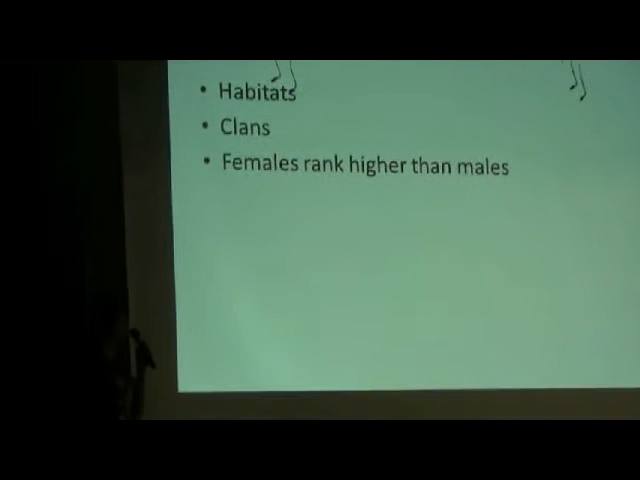 • Habitats
• Clans
• Females rank higher than males